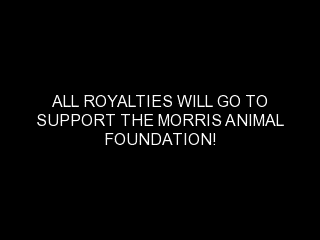 ALL ROYALTIES WILL GO TO
SUPPORT THE MORRIS ANIMAL
FOUNDATION!